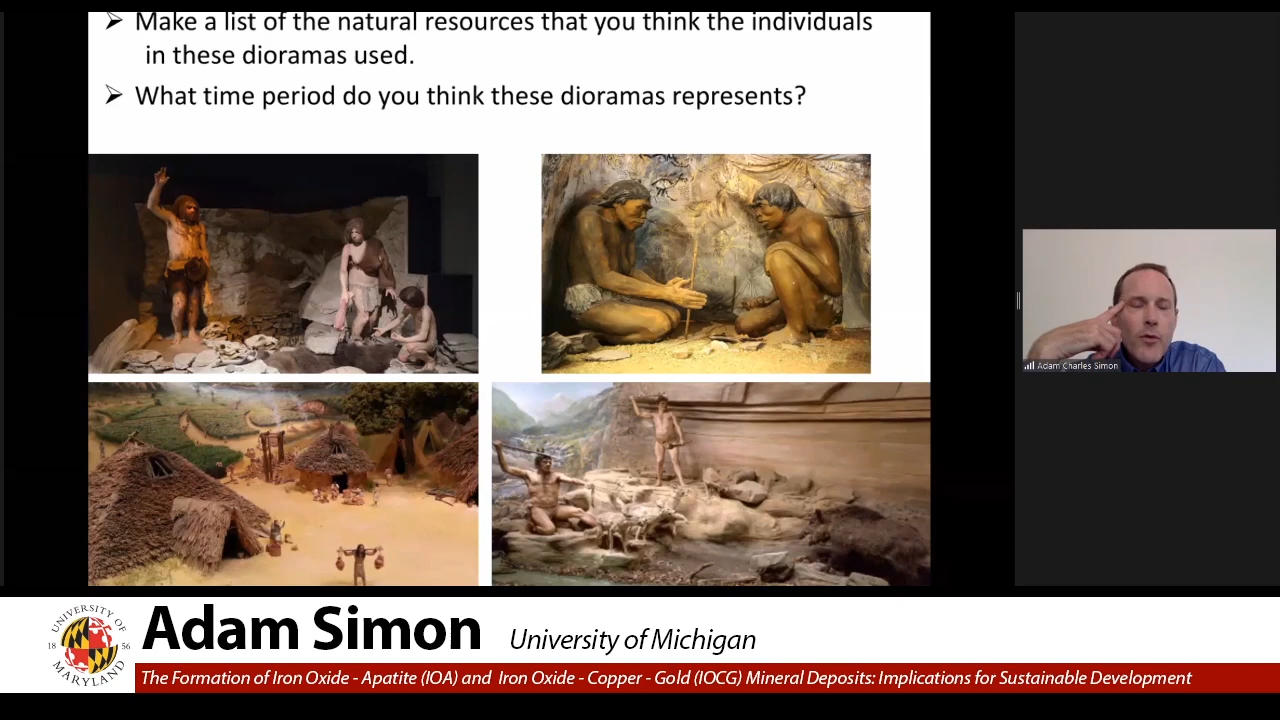 ➢ Make a list of the natural resources that you think the individuals
in these dioramas used.
➢ What time period do you think these dioramas represents?
Adam Charles Simon
UNIVERSITY OF
18 56
MARYLAND
Adam Simon University of Michigan
The Formation of Iron Oxide - Apatite (IOA) and Iron Oxide - Copper - Gold (IOCG) Mineral Deposits: Implications for Sustainable Development